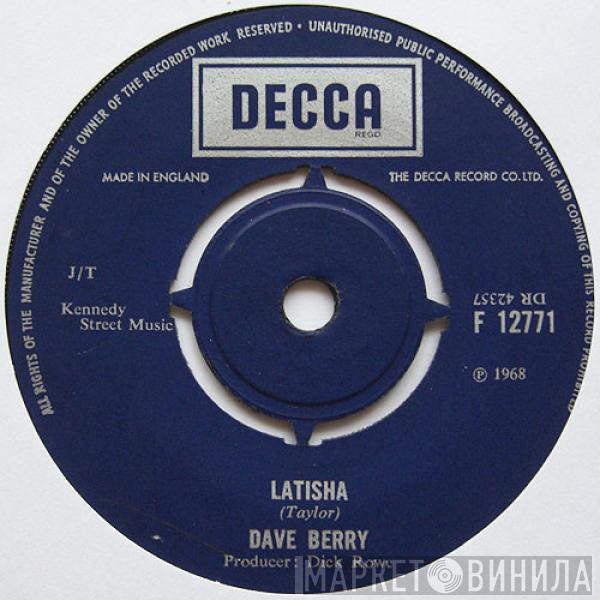 ALL RIGHTS OF THE MANUFACTURER AND OF THE OWNER OF THE RECORDED WORK RESERVED • UNAUTHORISED PUBLIC PERFORMANCE BROADCASTING AND COPYING OF THIS RECORD PROHIBITED
DECCA
REGD
MADE IN ENGLAND
THE DECCA RECORD CO. LTD.
J/T
Kennedy
Street Music
DR 42357
F 12771
℗ 1968
LATISHA
(Taylor)
DAVE BERRY
Producer: Dick Rowe
МАРКЕТ ВИНИЛА